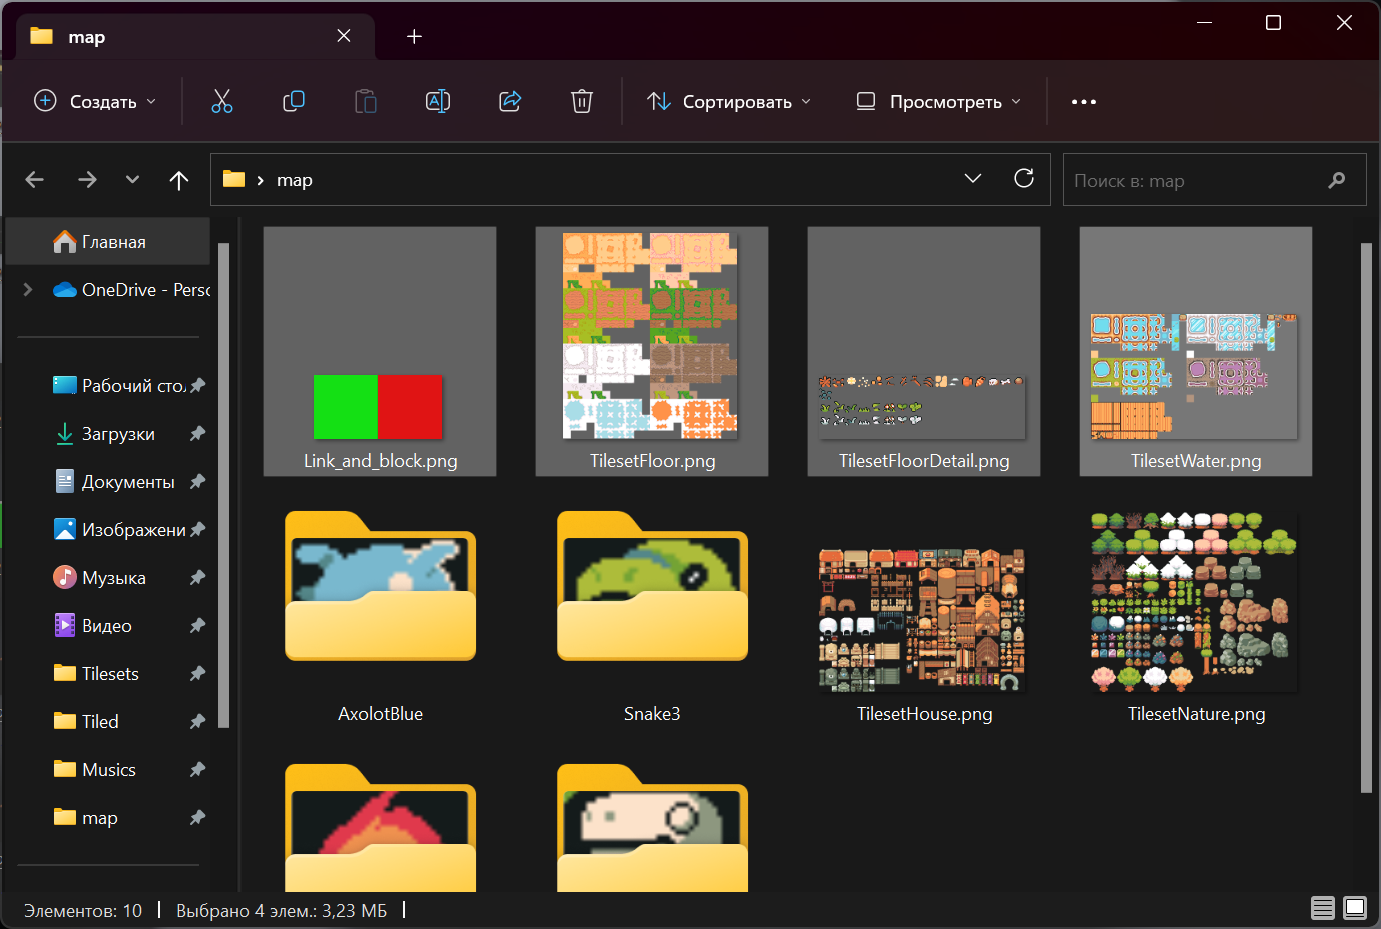 map
Создать
Сортировать
Просмотреть
map
Поиск в: map
Главная
OneDrive - Persc
Рабочий стол
Загрузки
Документы
Изображени
Музыка
Видео
Tilesets
Tiled
Musics
map
Link_and_block.png
TilesetFloor.png
TilesetFloorDetail.png
TilesetWater.png
AxolotBlue
Snake3
TilesetHouse.png
TilesetNature.png
Элементов: 10
Выбрано 4 элем.: 3,23 МБ